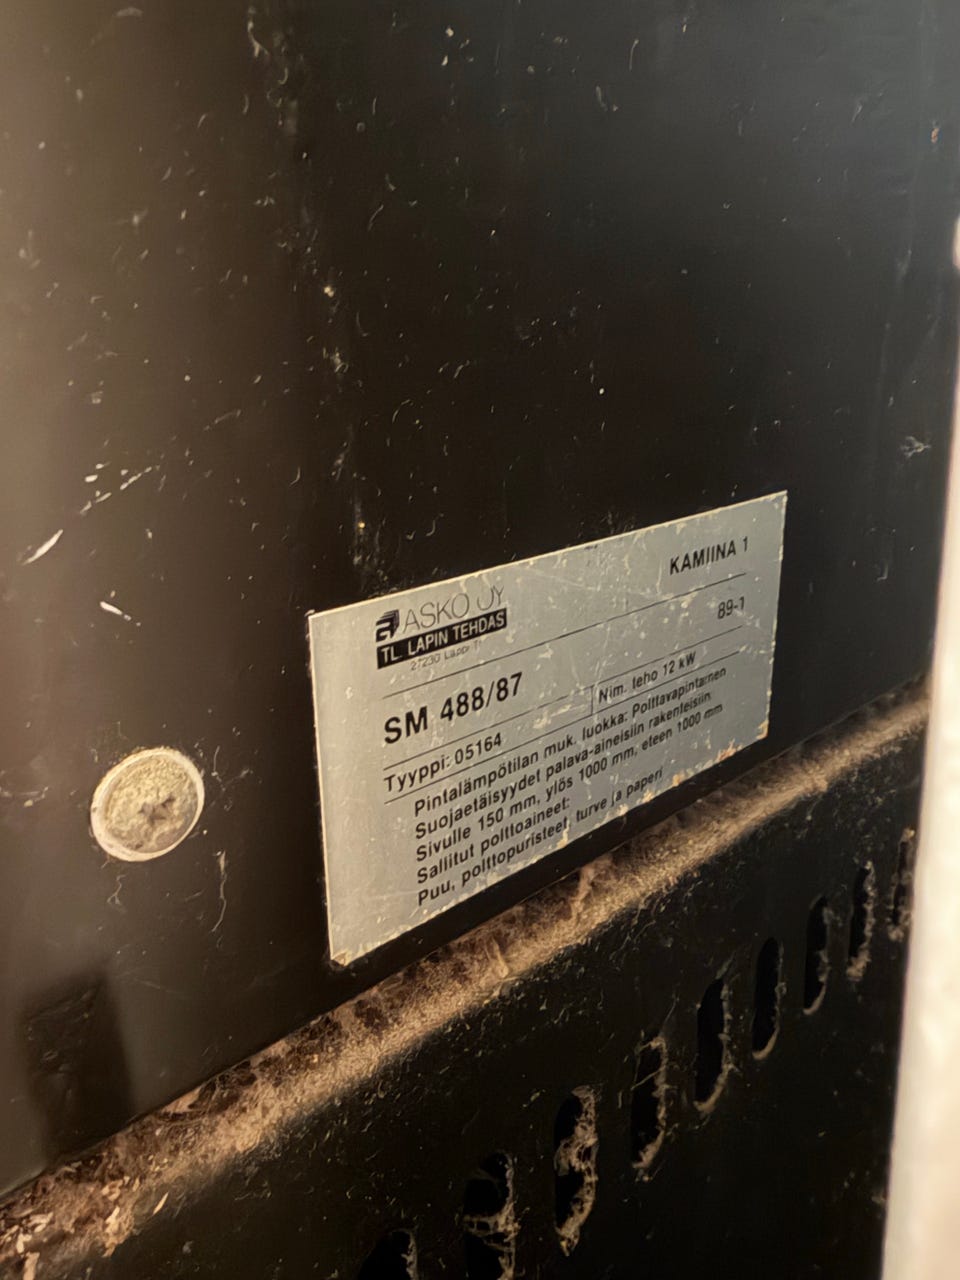 ASKO OY
KAMIINA 1
TL. LAPIN TEHDAS
27230 Lappi Tl
89-1
SM 488/87
Nim. teho 12 kW
Tyyppi: 05164
Pintalämpötilan muk. luokka: Polttavapintainen
Suojaetäisyydet palava-aineisiin rakenteisiin:
Sivulle 150 mm, ylös 1000 mm, eteen 1000 mm
Sallitut polttoaineet:
Puu, polttopuristeet, turve ja paperi